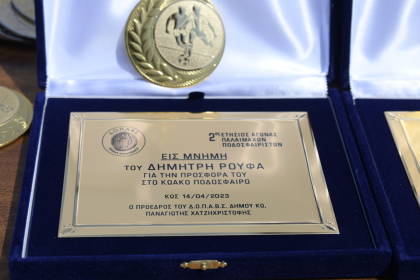 2ος ΕΤΗΣΙΟΣ ΑΓΩΝΑΣ
ΠΑΛΑΙΜΑΧΩΝ
ΠΟΔΟΣΦΑΙΡΙΣΤΩΝ
ΕΙΣ ΜΝΗΜΗ
ΤΟΥ ΔΗΜΗΤΡΗ ΡΟΥΦΑ
ΓΙΑ ΤΗΝ ΠΡΟΣΦΟΡΑ ΤΟΥ
ΣΤΟ ΚΩΑΚΟ ΠΟΔΟΣΦΑΙΡΟ
ΚΩΣ 14/04/2023
Ο ΠΡΟΕΔΡΟΣ ΤΟΥ Δ.Ο.Π.Α.Β.Σ. ΔΗΜΟΥ ΚΩ.
ΠΑΝΑΓΙΩΤΗΣ ΧΑΤΖΗΧΡΙΣΤΟΦΗΣ